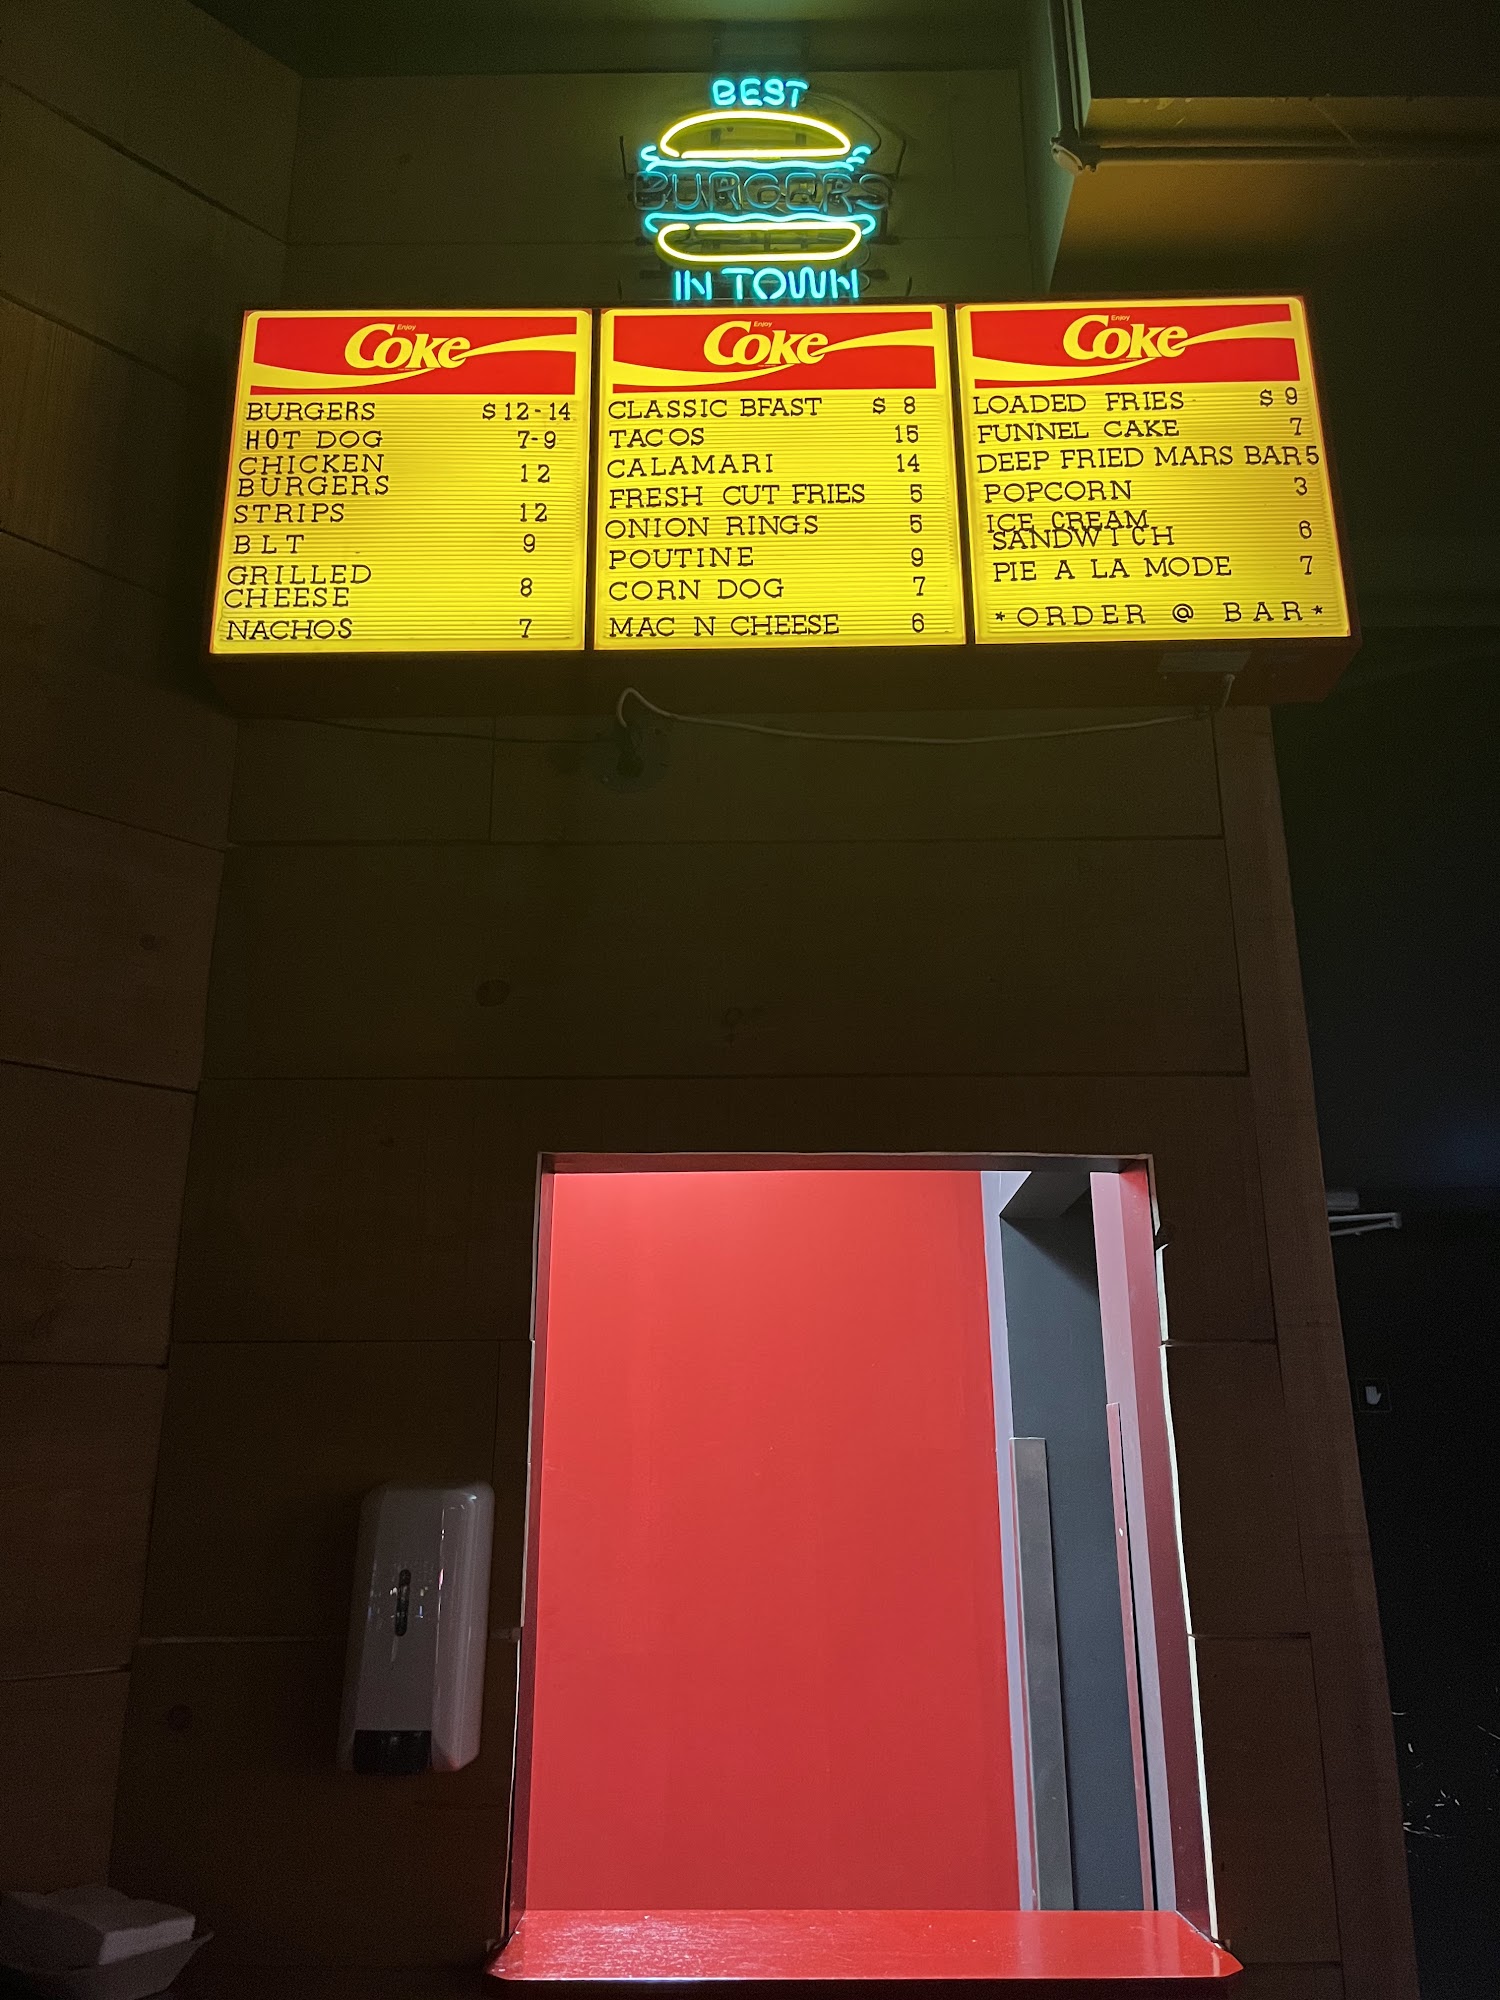 BEST
BURGERS
IN TOWN
Enjoy
Coke
BURGERS $12-14
HOT DOG 7-9
CHICKEN
BURGERS 12
STRIPS 12
BLT 9
GRILLED
CHEESE 8
NACHOS 7
Enjoy
Coke
CLASSIC BFAST $ 8
TACOS 15
CALAMARI 14
FRESH CUT FRIES 5
ONION RINGS 5
POUTINE 9
CORN DOG 7
MAC N CHEESE 6
Enjoy
Coke
LOADED FRIES $9
FUNNEL CAKE 7
DEEP FRIED MARS BAR 5
POPCORN 3
ICE CREAM
SANDWICH 6
PIE A LA MODE 7
*ORDER @ BAR*